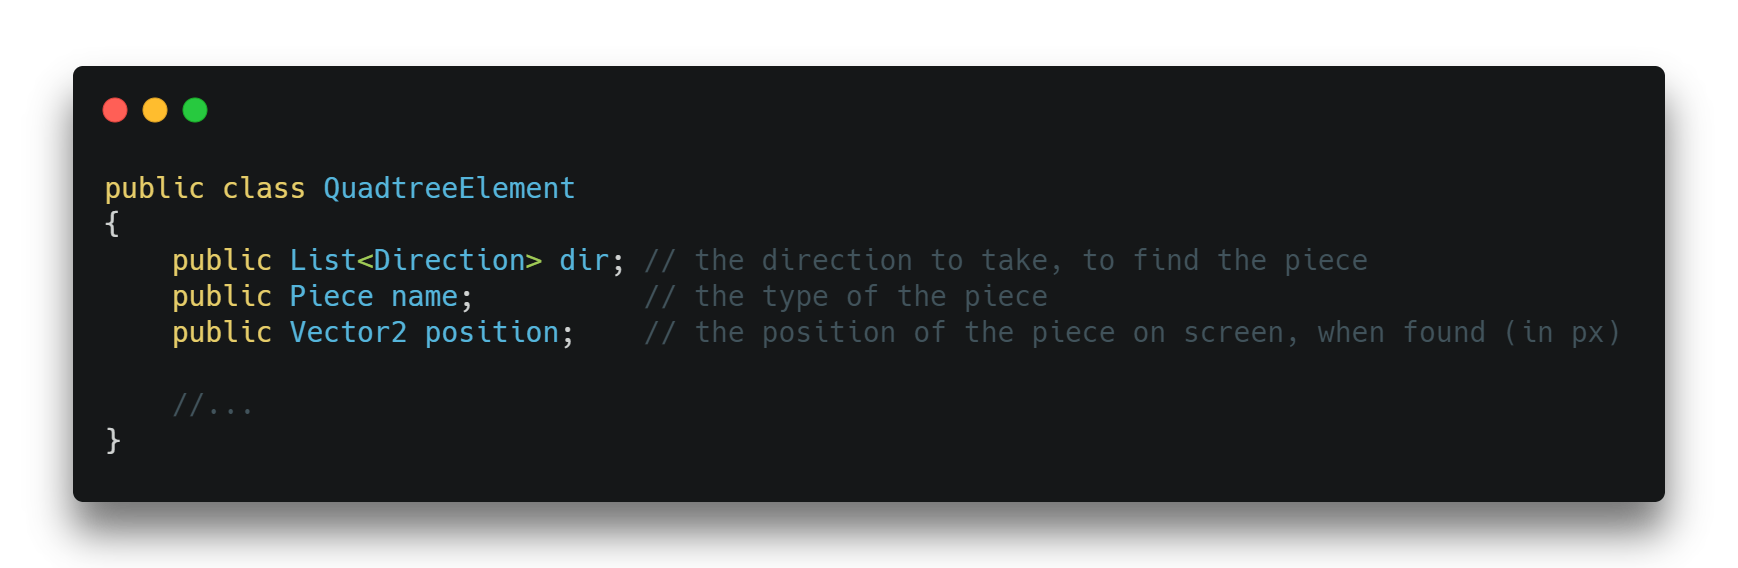 public class QuadtreeElement
{
    public List<Direction> dir; // the direction to take, to find the piece
    public Piece name;          // the type of the piece
    public Vector2 position;    // the position of the piece on screen, when found (in px)

    //...
}